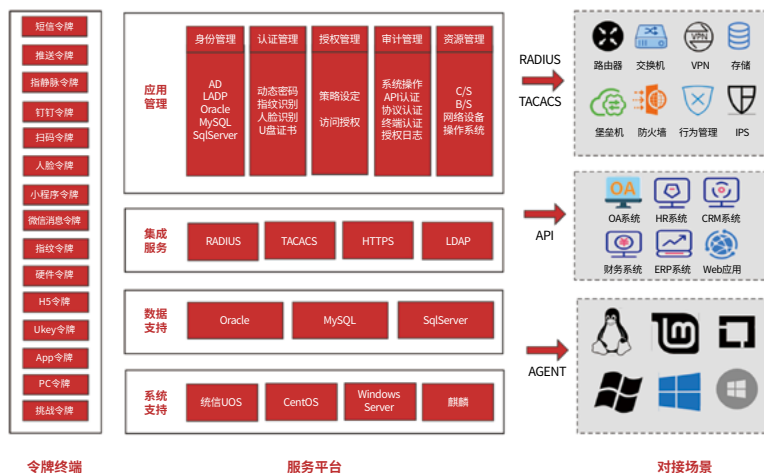 短信令牌
推送令牌
指静脉令牌
钉钉令牌
扫码令牌
人脸令牌
小程序令牌
微信消息令牌
指纹令牌
硬件令牌
H5令牌
Ukey令牌
App令牌
PC令牌
挑战令牌
令牌终端
应用
管理
身份管理
AD
LADP
Oracle
MySQL
SqlServer
认证管理
动态密码
指纹识别
人脸识别
U盘证书
授权管理
策略设定
访问授权
审计管理
系统操作
API认证
协议认证
终端认证
授权日志
资源管理
C/S
B/S
网络设备
操作系统
集成
服务
RADIUS
TACACS
HTTPS
LDAP
数据
支持
Oracle
MySQL
SqlServer
系统
支持
统信UOS
CentOS
Windows
Server
麒麟
服务平台
RADIUS
TACACS
API
AGENT
路由器
交换机
VPN
VPN
存储
堡垒机
防火墙
行为管理
IPS
OA
OA系统
HR系统
CRM系统
财务系统
ERP系统
Web应用
对接场景